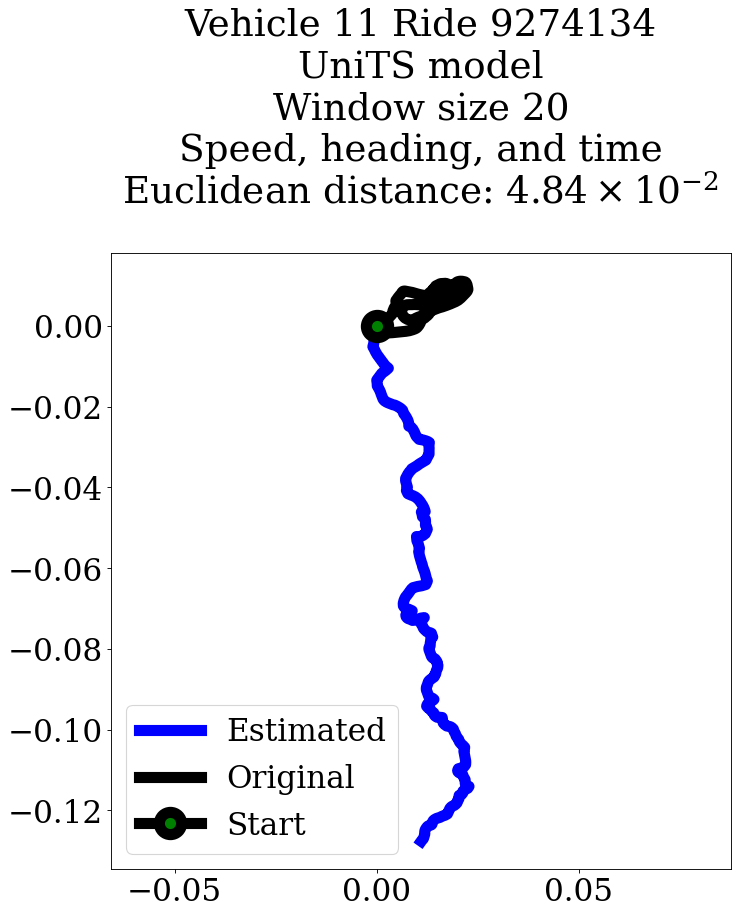 Vehicle 11 Ride 9274134
UniTS model
Window size 20
Speed, heading, and time
Euclidean distance: 4.84 × 10⁻²
0.00
−0.02
−0.04
−0.06
−0.08
−0.10
−0.12
Estimated
Original
Start
−0.05 0.00 0.05